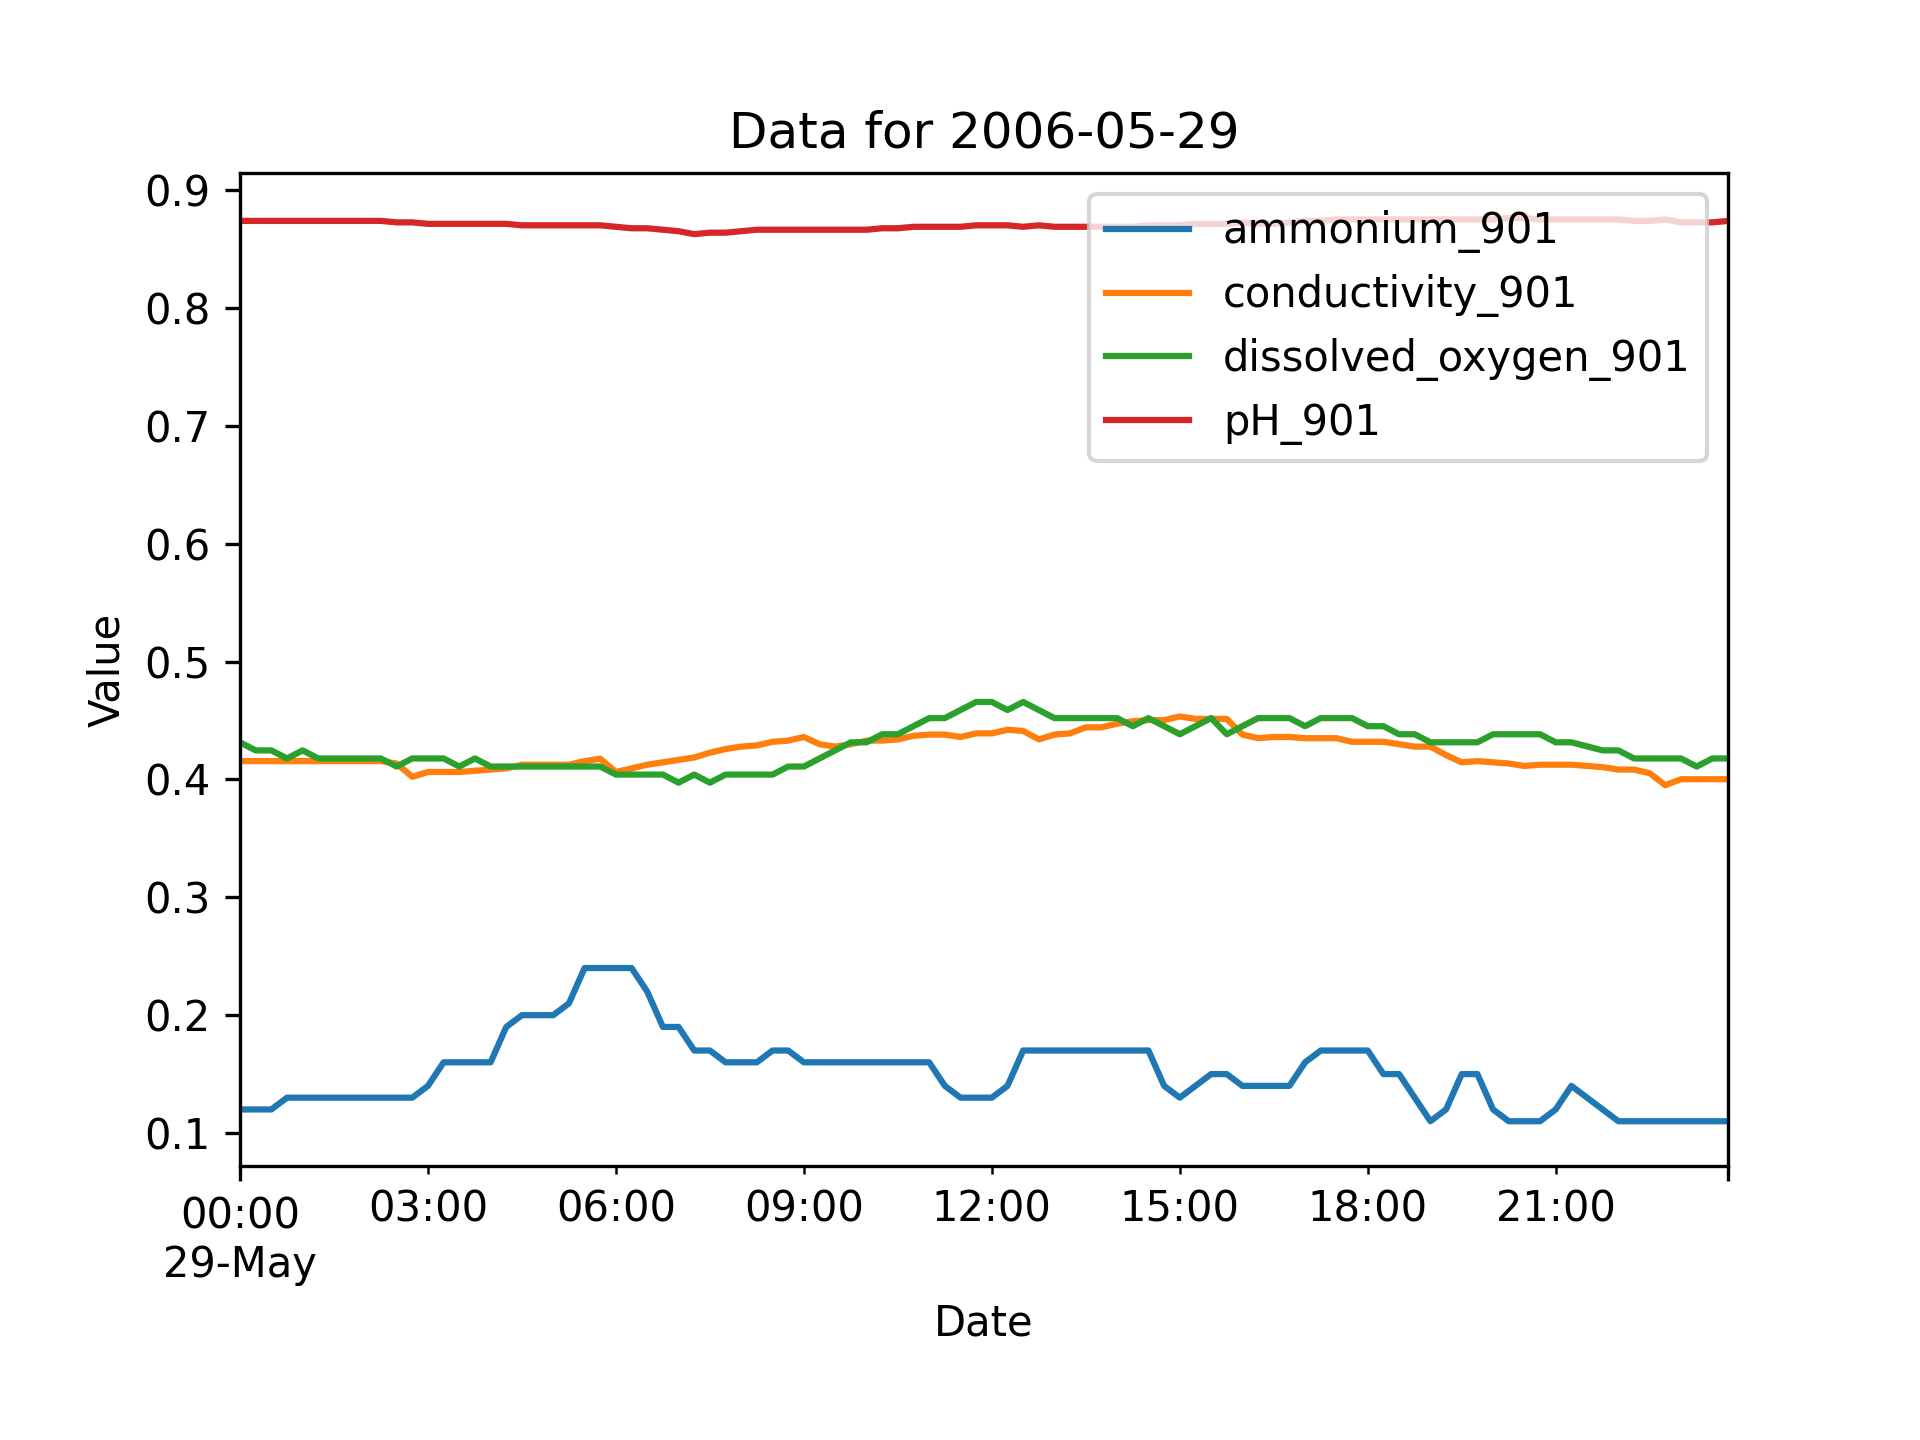 Data for 2006-05-29
0.9
0.8
0.7
0.6
0.5
0.4
0.3
0.2
0.1
Value
ammonium_901
conductivity_901
dissolved_oxygen_901
pH_901
00:00 03:00 06:00 09:00 12:00 15:00 18:00 21:00
29-May
Date